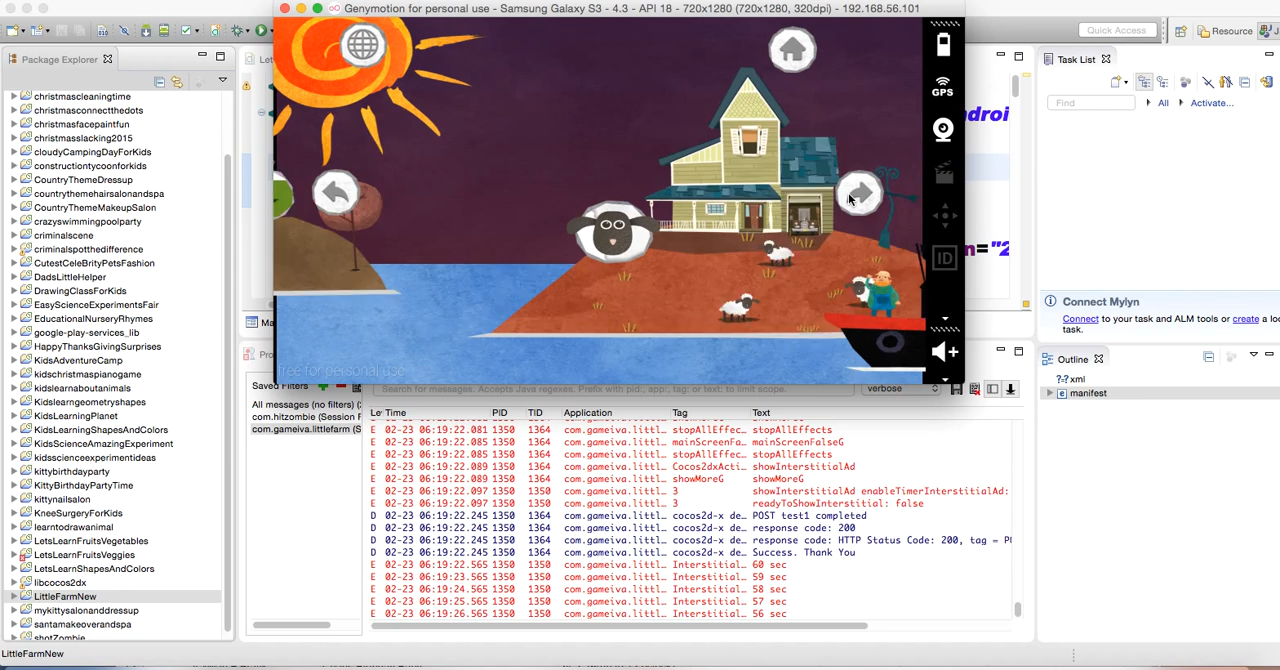 Genymotion for personal use - Samsung Galaxy S3 - 4.3 - API 18 - 720x1280 (720x1280, 320dpi) - 192.168.56.101
Quick Access
Resource
Package Explorer
christmascleaningtime
christmasconnectthedots
christmasfacepaintfun
christmasslacking2015
cloudyCampingDayForKids
constructiontycoonforkids
CountryThemeDressup
countrythemehairsalonandspa
CountryThemeMakeupSalon
crazyswimmingpoolparty
criminalscene
criminalspotthedifference
CutestCelebrityPetsFashion
DadsLittleHelper
DrawingClassForKids
EasyScienceExperimentsFair
EducationalNurseryRhymes
google-play-services_lib
HappyThanksGivingSurprises
KidsAdventureCamp
kidschristmaspianogame
kidslearnaboutanimals
Kidslearngeometryshapes
KidsLearningPlanet
KidsLearningShapesAndColors
KidsScienceAmazingExperiment
kidsscienceexperimentideas
kittybirthdayparty
KittyBirthdayPartyTime
kittynailsalon
KneeSurgeryForKids
learntodrawanimal
LetsLearnFruitsVegetables
LetsLearnFruitsVeggies
LetsLearnShapesAndColors
libcocos2dx
LittleFarmNew
mykittysalonanddressup
santamakeoverandspa
shotZombie
LittleFarmNew
GPS
ID
free for personal use
Saved Filters
All messages (no filters) (
com.hitzombie (Session F
com.gameiva.littlefarm (S
Search for messages. Accepts Java regexes. Prefix with pid:, app:, tag: or text: to limit scope.
verbose
Le Time PID TID Application Tag Text
E 02-23 06:19:22.081 1350 1364 com.gameiva.littl… stopAllEffec… stopAllEffects
E 02-23 06:19:22.085 1350 1364 com.gameiva.littl… mainScreenFa… mainScreenFalseG
E 02-23 06:19:22.085 1350 1364 com.gameiva.littl… stopAllEffec… stopAllEffects
E 02-23 06:19:22.089 1350 1364 com.gameiva.littl… Cocos2dxActi… showInterstitialAd
E 02-23 06:19:22.089 1350 1364 com.gameiva.littl… showMoreG showMoreG
E 02-23 06:19:22.097 1350 1364 com.gameiva.littl… 3 showInterstitialAd enableTimerInterstitialAd:
E 02-23 06:19:22.097 1350 1364 com.gameiva.littl… 3 readyToShowInterstitial: false
D 02-23 06:19:22.245 1350 1364 com.gameiva.littl… cocos2d-x de… POST test1 completed
D 02-23 06:19:22.245 1350 1364 com.gameiva.littl… cocos2d-x de… response code: 200
D 02-23 06:19:22.245 1350 1364 com.gameiva.littl… cocos2d-x de… response code: HTTP Status Code: 200, tag = P
D 02-23 06:19:22.245 1350 1364 com.gameiva.littl… cocos2d-x de… Success. Thank You
E 02-23 06:19:22.565 1350 1350 com.gameiva.littl… Interstitial… 60 sec
E 02-23 06:19:23.565 1350 1350 com.gameiva.littl… Interstitial… 59 sec
E 02-23 06:19:24.565 1350 1350 com.gameiva.littl… Interstitial… 58 sec
E 02-23 06:19:25.565 1350 1350 com.gameiva.littl… Interstitial… 57 sec
E 02-23 06:19:26.565 1350 1350 com.gameiva.littl… Interstitial… 56 sec
Task List
Find
All
Activate...
Connect Mylyn
Connect to your task and ALM tools or create a loc
task.
Outline
xml
manifest